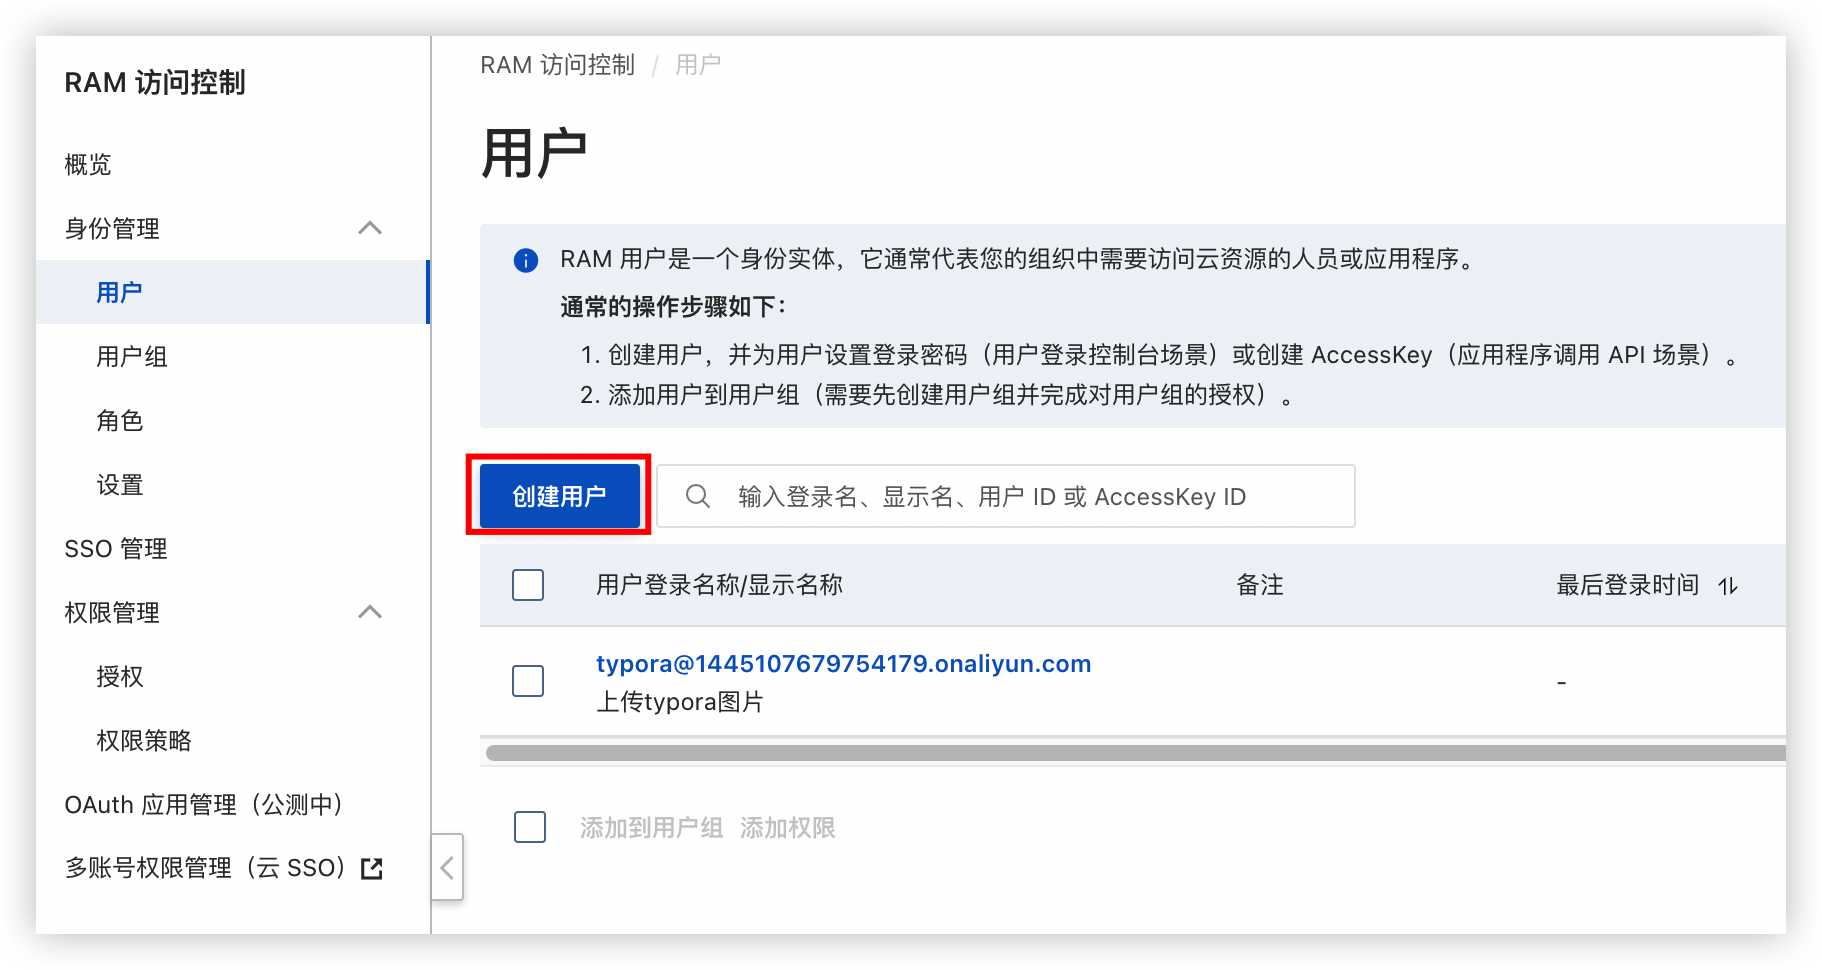 RAM 访问控制
概览
身份管理
用户
用户组
角色
设置
SSO 管理
权限管理
授权
权限策略
OAuth 应用管理（公测中）
多账号权限管理（云 SSO）
RAM 访问控制 / 用户
用户
RAM 用户是一个身份实体，它通常代表您的组织中需要访问云资源的人员或应用程序。
通常的操作步骤如下：
1. 创建用户，并为用户设置登录密码（用户登录控制台场景）或创建 AccessKey（应用程序调用 API 场景）。
2. 添加用户到用户组（需要先创建用户组并完成对用户组的授权）。
创建用户
输入登录名、显示名、用户 ID 或 AccessKey ID
用户登录名称/显示名称 备注 最后登录时间
typora@1445107679754179.onaliyun.com
上传typora图片
-
添加到用户组 添加权限